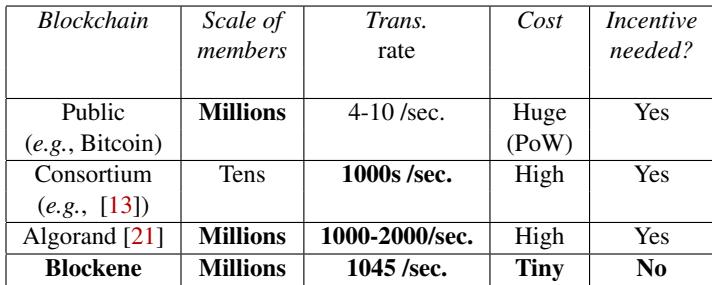 Blockchain Scale of Trans. Cost Incentive
members rate needed?
Public Millions 4-10 /sec. Huge Yes
(e.g., Bitcoin) (PoW)
Consortium Tens 1000s /sec. High Yes
(e.g., [13])
Algorand [21] Millions 1000-2000/sec. High Yes
Blockene Millions 1045 /sec. Tiny No